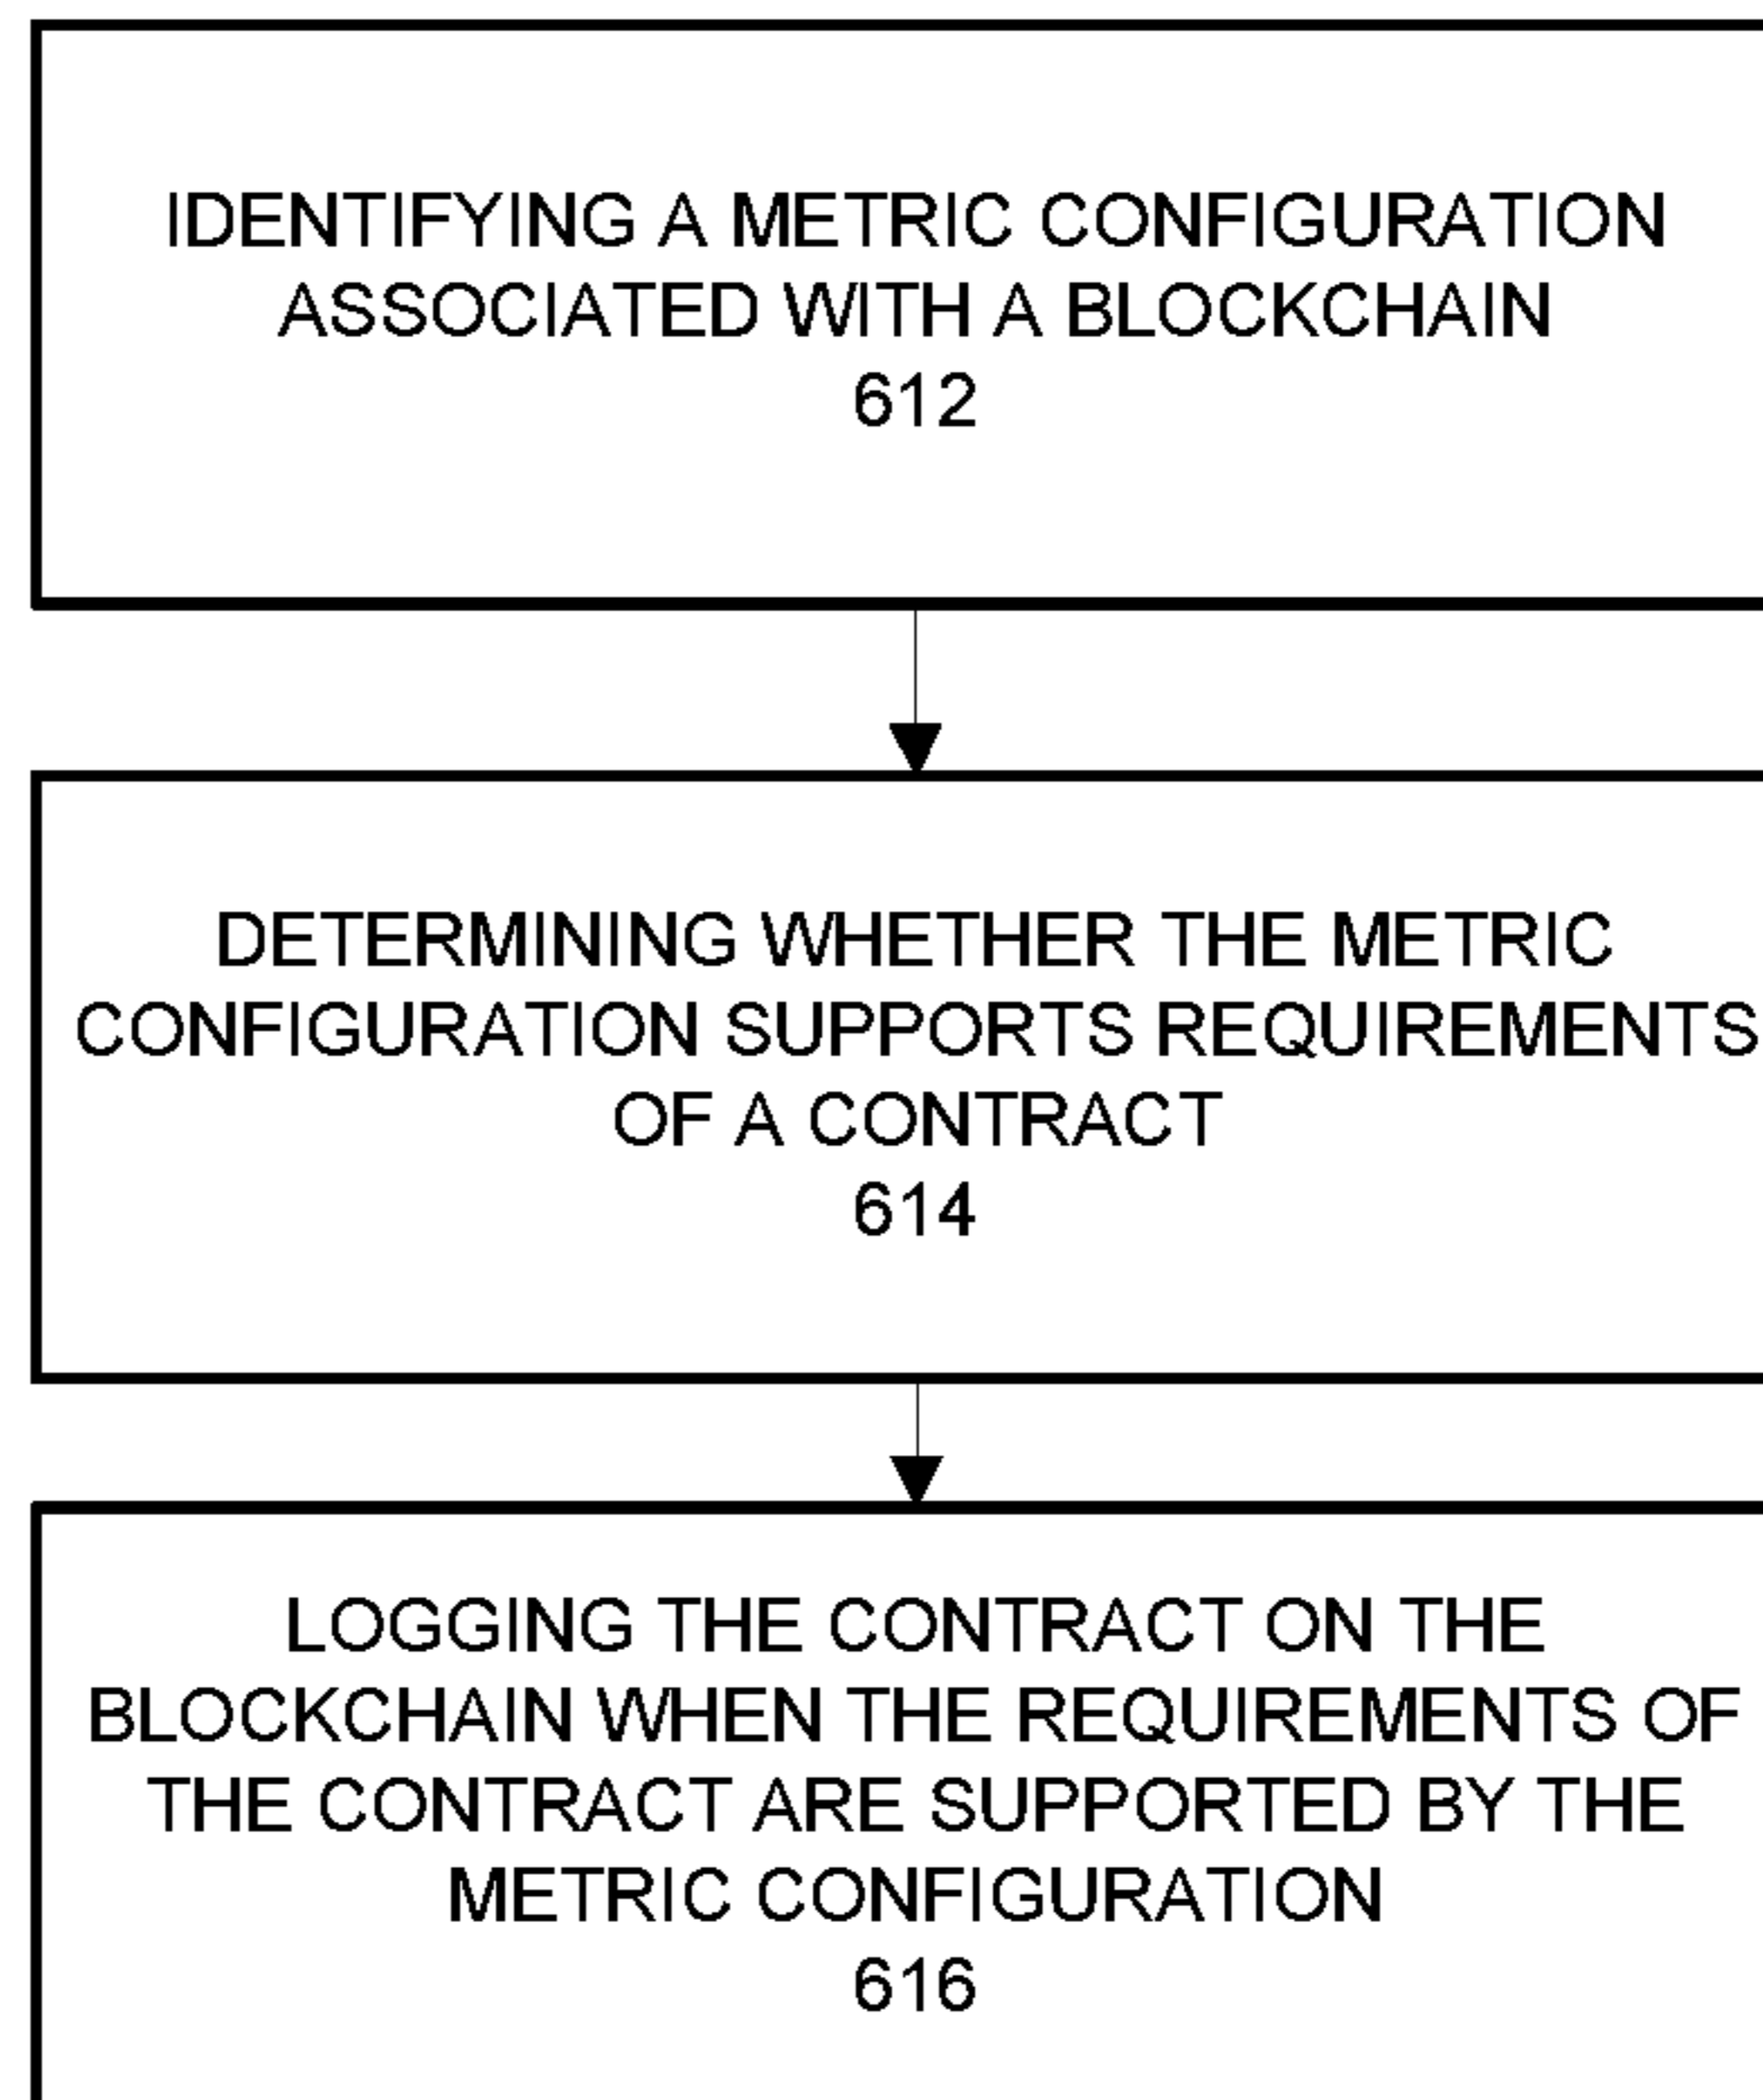 IDENTIFYING A METRIC CONFIGURATION
ASSOCIATED WITH A BLOCKCHAIN
612
DETERMINING WHETHER THE METRIC
CONFIGURATION SUPPORTS REQUIREMENTS
OF A CONTRACT
614
LOGGING THE CONTRACT ON THE
BLOCKCHAIN WHEN THE REQUIREMENTS OF
THE CONTRACT ARE SUPPORTED BY THE
METRIC CONFIGURATION
616